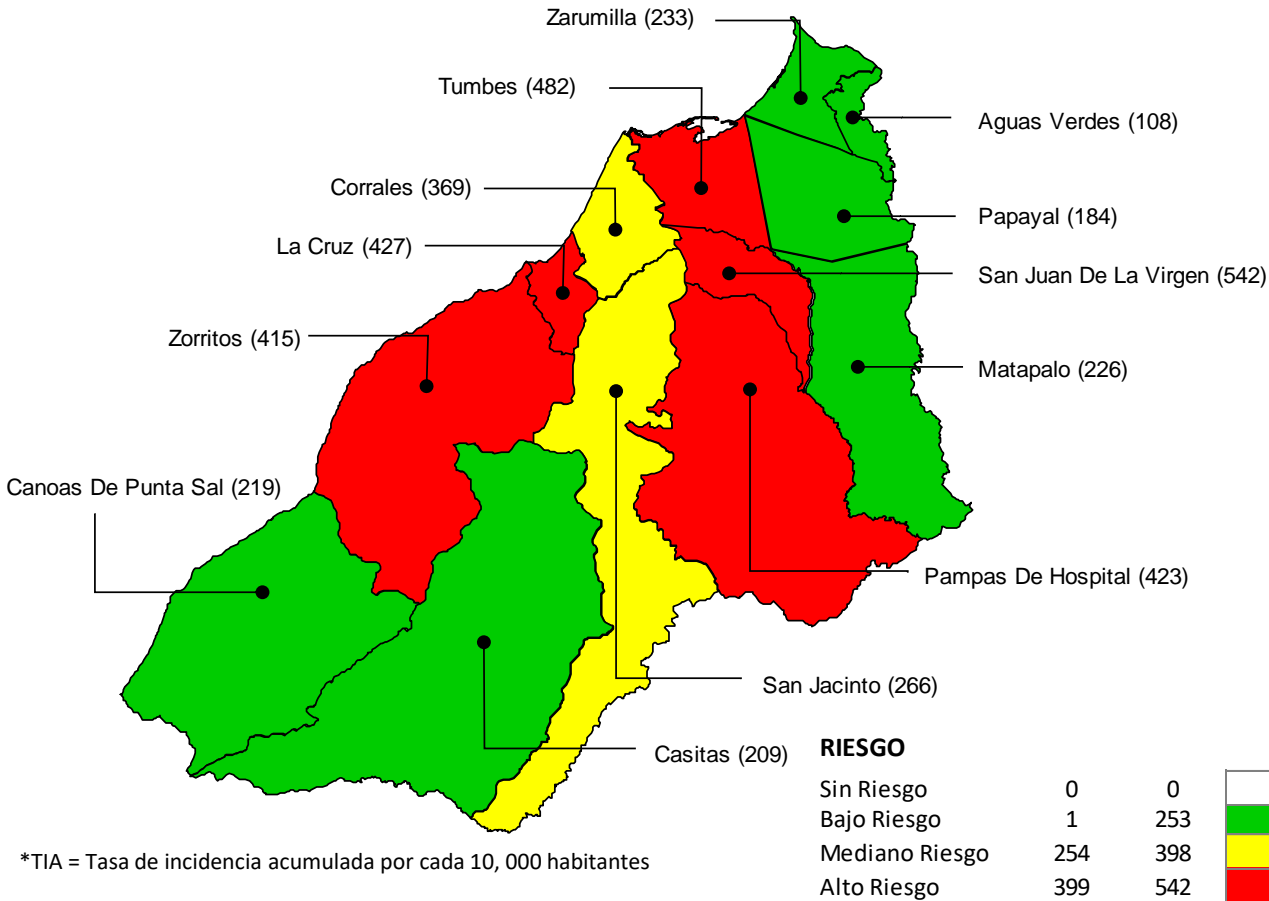 Zarumilla (233)
Tumbes (482)
Aguas Verdes (108)
Corrales (369)
Papayal (184)
La Cruz (427)
San Juan De La Virgen (542)
Zorritos (415)
Matapalo (226)
Canoas De Punta Sal (219)
Pampas De Hospital (423)
San Jacinto (266)
Casitas (209)
RIESGO
Sin Riesgo 0 0
Bajo Riesgo 1 253
Mediano Riesgo 254 398
Alto Riesgo 399 542
*TIA = Tasa de incidencia acumulada por cada 10, 000 habitantes